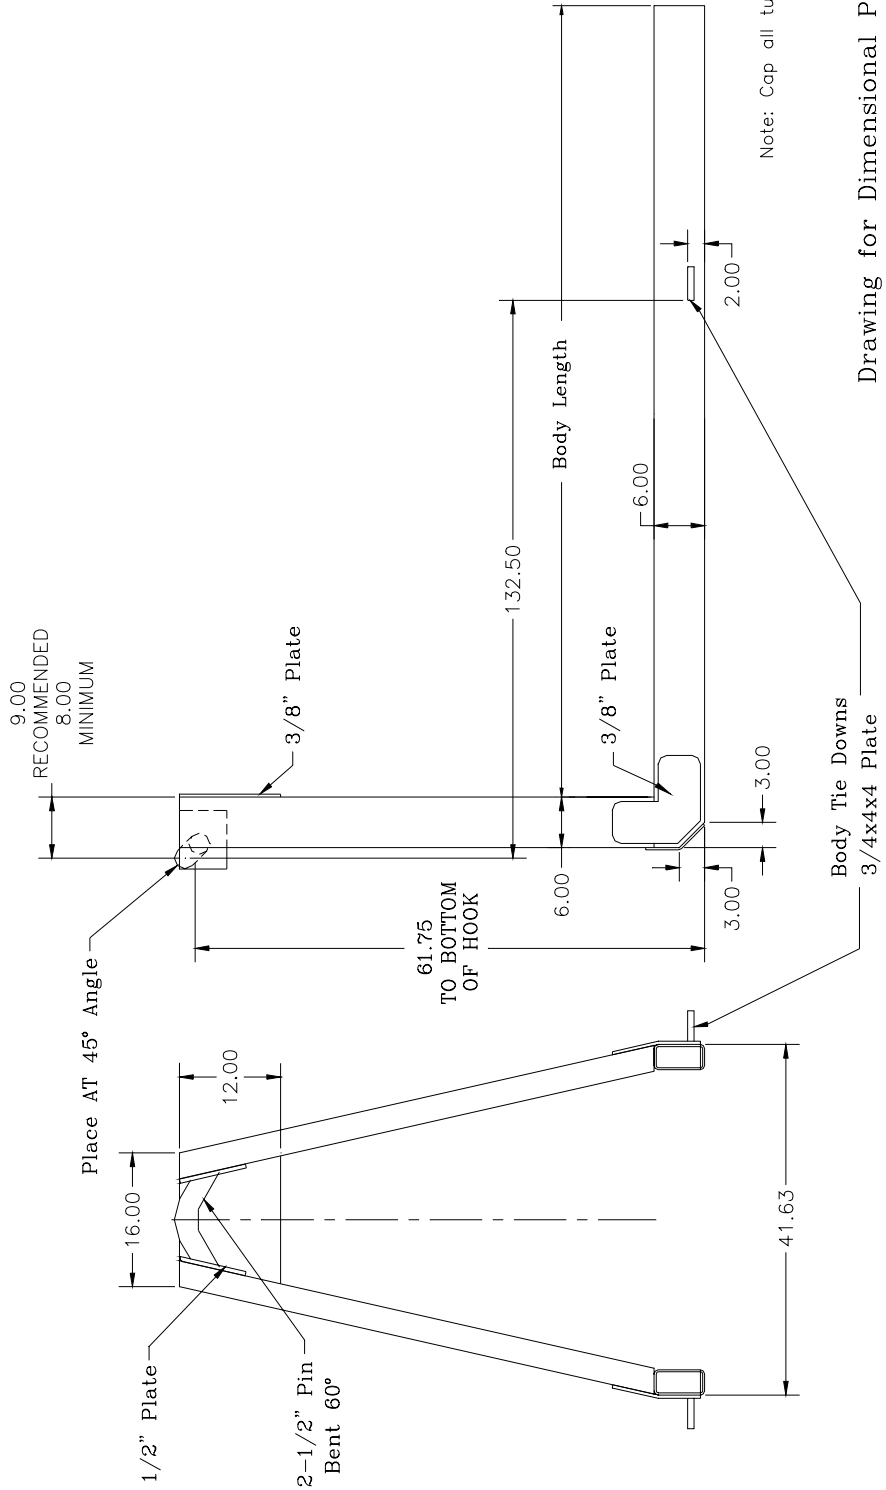 9.00
RECOMMENDED
8.00
MINIMUM
Place AT 45° Angle
3/8" Plate
16.00
12.00
1/2" Plate
2-1/2" Pin
Bent 60°
61.75
TO BOTTOM
OF HOOK
132.50
Body Length
6.00
3/8" Plate
6.00
3.00
3.00
2.00
41.63
Body Tie Downs
3/4x4x4 Plate
Note: Cap all tu
Drawing for Dimensional P